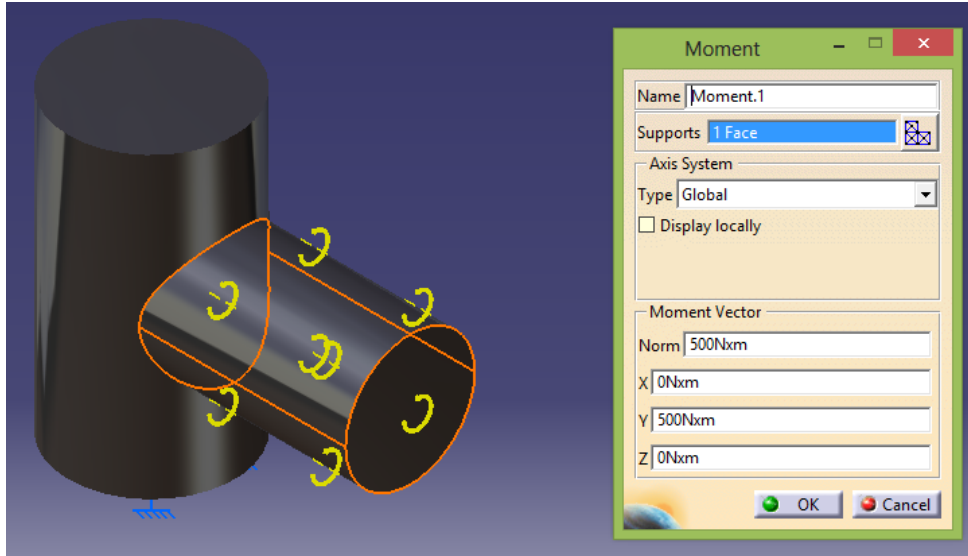 Moment
Name Moment.1
Supports 1 Face
Axis System
Type Global
Display locally
Moment Vector
Norm 500Nxm
X 0Nxm
Y 500Nxm
Z 0Nxm
OK Cancel